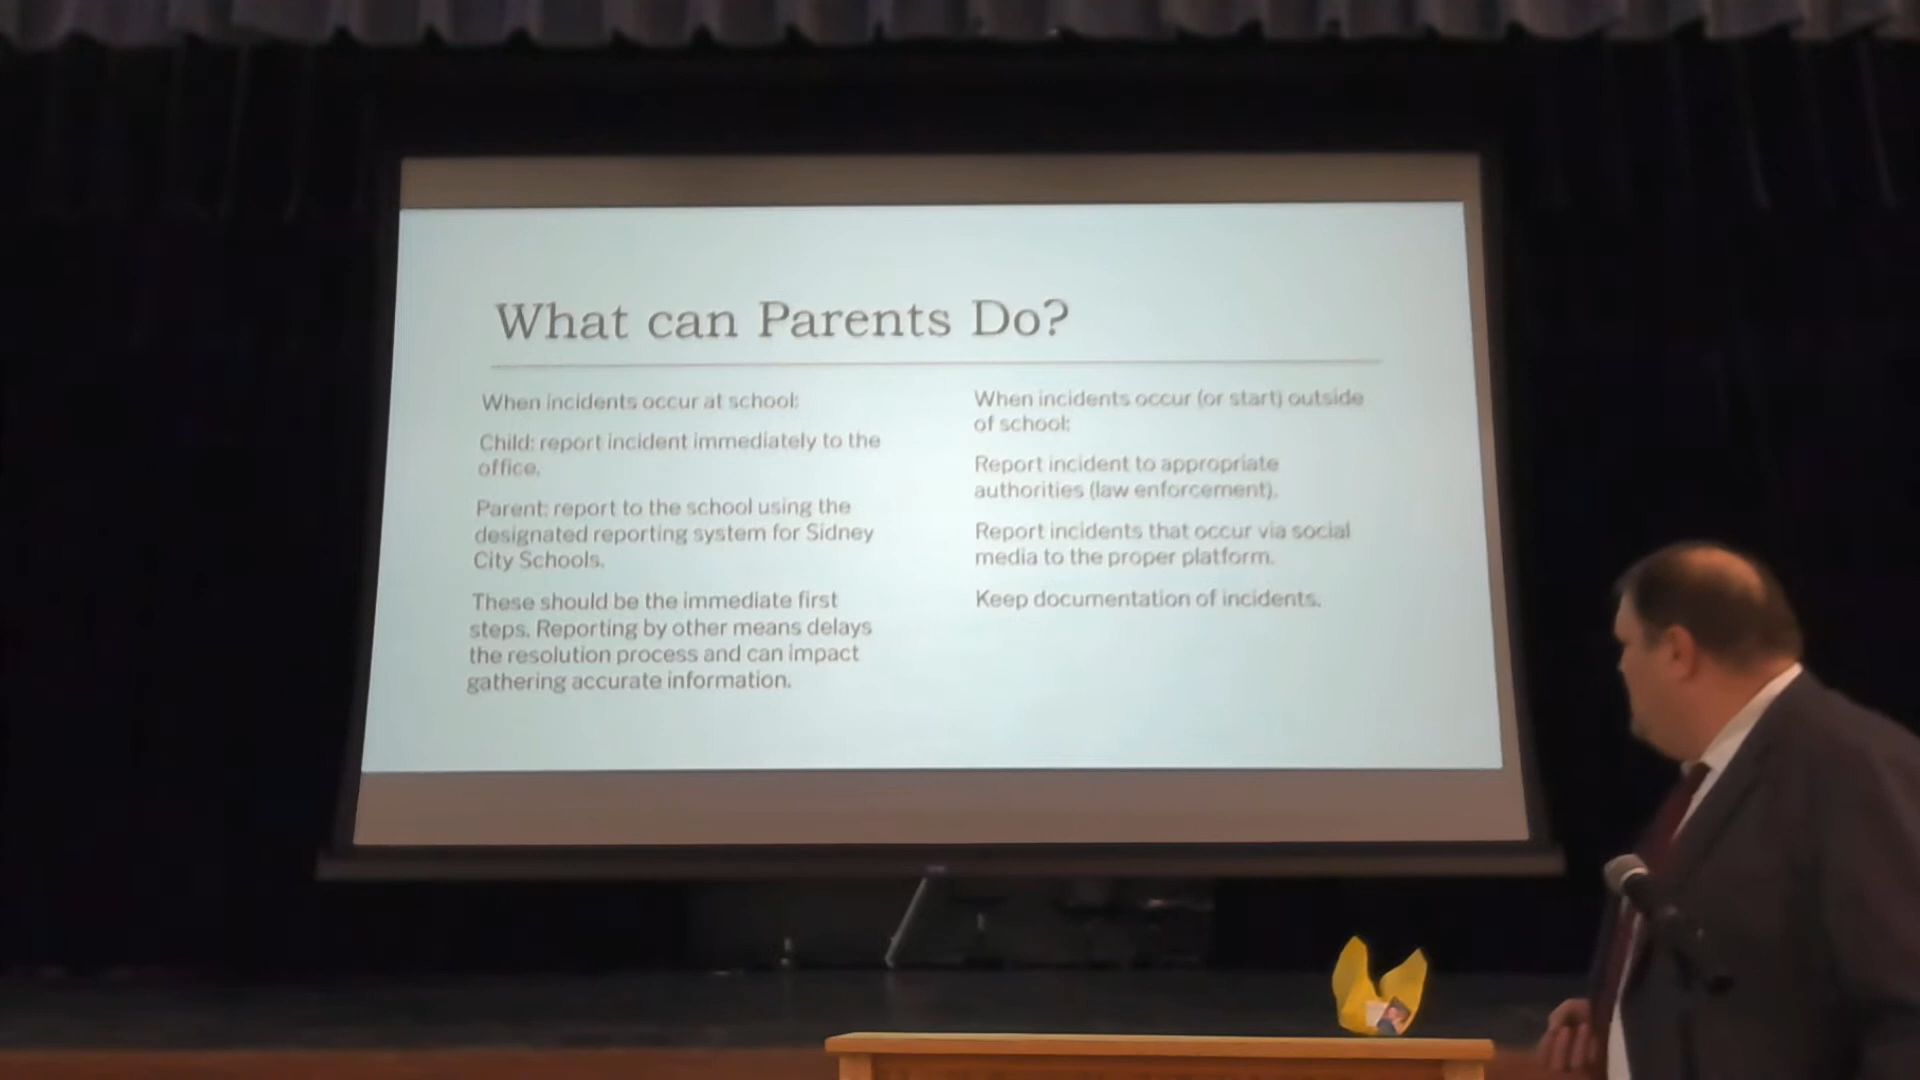 What can Parents Do?
When incidents occur at school:
Child: report incident immediately to the
office.
Parent: report to the school using the
designated reporting system for Sidney
City Schools.
These should be the immediate first
steps. Reporting by other means delays
the resolution process and can impact
gathering accurate information.
When incidents occur (or start) outside
of school:
Report incident to appropriate
authorities (law enforcement).
Report incidents that occur via social
media to the proper platform.
Keep documentation of incidents.